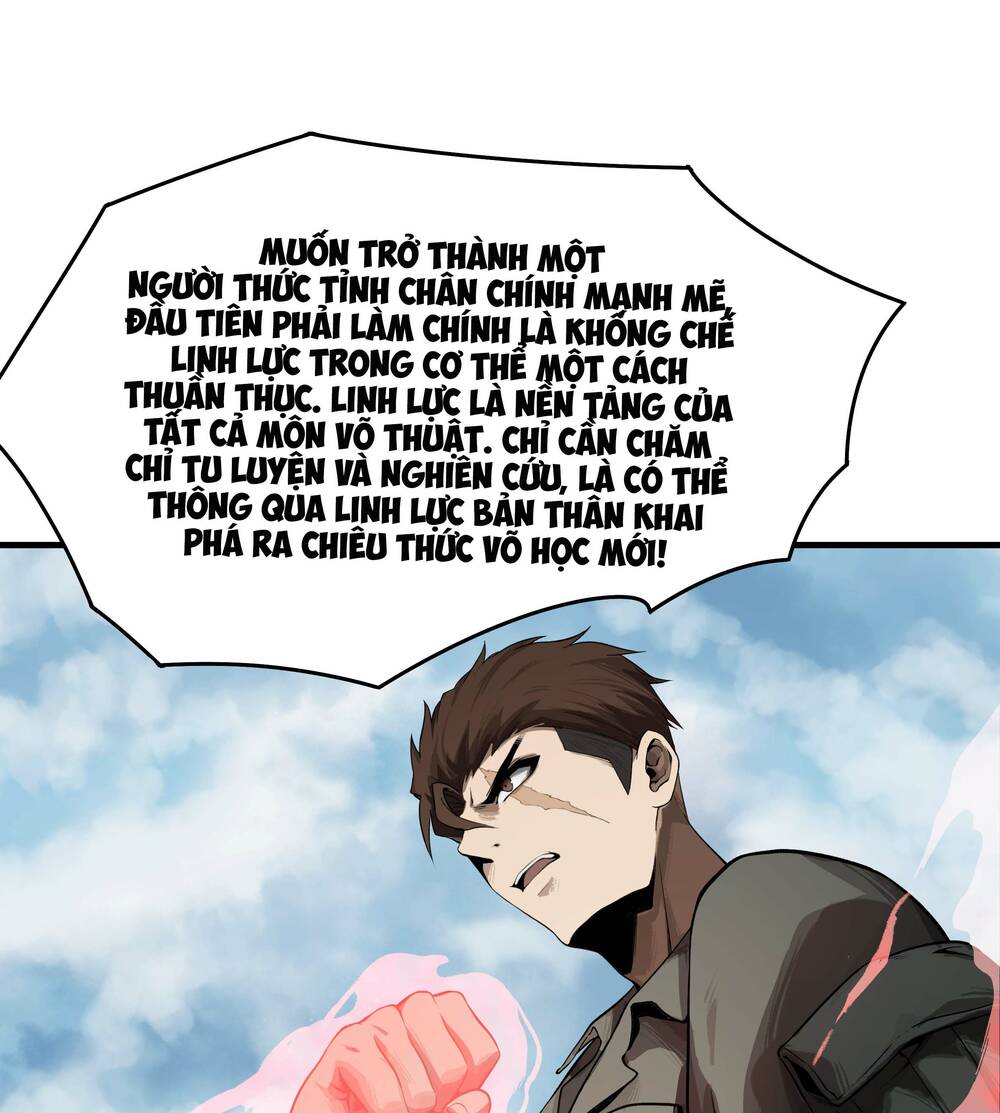 MUỐN TRỞ THÀNH MỘT
NGƯỜI THỨC TỈNH CHÂN CHÍNH MẠNH MẼ,
ĐẦU TIÊN PHẢI LÀM CHÍNH LÀ KHỐNG CHẾ
LINH LỰC TRONG CƠ THỂ MỘT CÁCH
THUẦN THỤC. LINH LỰC LÀ NỀN TẢNG CỦA
TẤT CẢ MÔN VÕ THUẬT. CHỈ CẦN CHĂM
CHỈ TU LUYỆN VÀ NGHIÊN CỨU, LÀ CÓ THỂ
THÔNG QUA LINH LỰC BẢN THÂN KHAI
PHÁ RA CHIÊU THỨC VÕ HỌC MỚI!